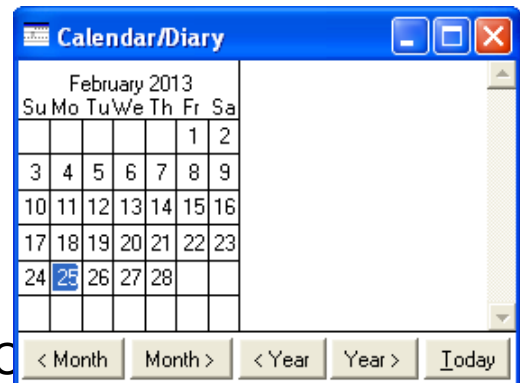 Calendar/Diary
February 2013
Su Mo Tu We Th Fr Sa
1 2
3 4 5 6 7 8 9
10 11 12 13 14 15 16
17 18 19 20 21 22 23
24 25 26 27 28
< Month Month > < Year Year > Today